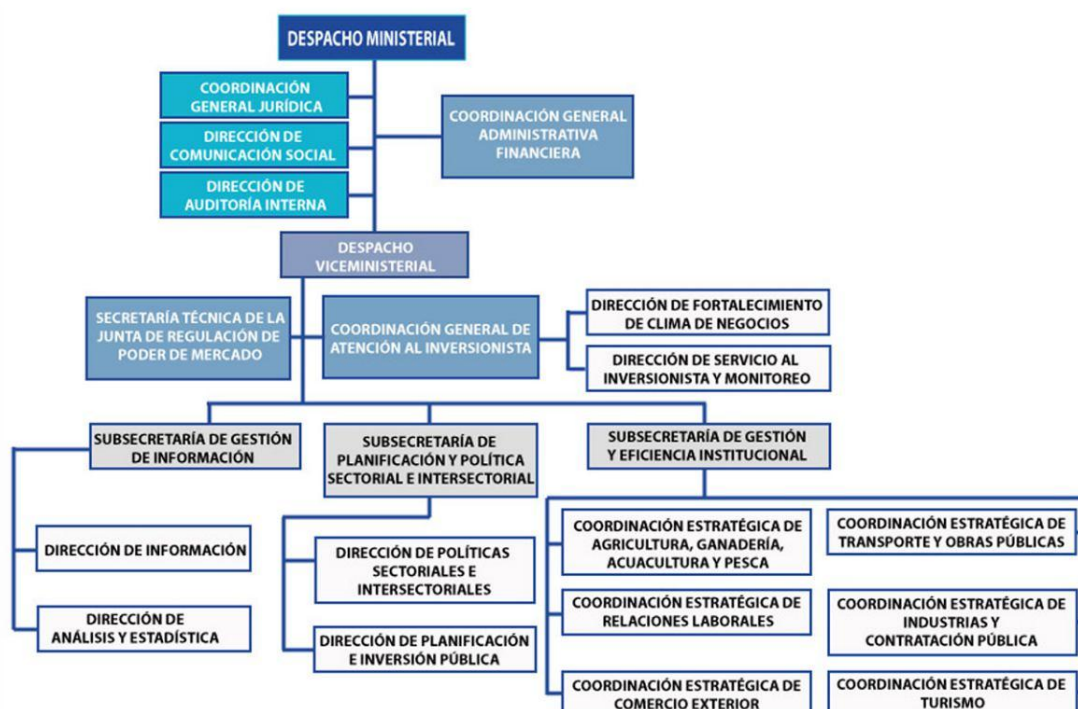 DESPACHO MINISTERIAL
COORDINACIÓN
GENERAL JURÍDICA
DIRECCIÓN DE
COMUNICACIÓN SOCIAL
DIRECCIÓN DE
AUDITORÍA INTERNA
COORDINACIÓN GENERAL
ADMINISTRATIVA
FINANCIERA
DESPACHO
VICEMINISTERIAL
SECRETARÍA TÉCNICA DE LA
JUNTA DE REGULACIÓN DE
PODER DE MERCADO
COORDINACIÓN GENERAL DE
ATENCIÓN AL INVERSIONISTA
DIRECCIÓN DE FORTALECIMIENTO
DE CLIMA DE NEGOCIOS
DIRECCIÓN DE SERVICIO AL
INVERSIONISTA Y MONITOREO
SUBSECRETARÍA DE GESTIÓN
DE INFORMACIÓN
DIRECCIÓN DE INFORMACIÓN
DIRECCIÓN DE
ANÁLISIS Y ESTADÍSTICA
SUBSECRETARÍA DE
PLANIFICACIÓN Y POLÍTICA
SECTORIAL E INTERSECTORIAL
DIRECCIÓN DE POLÍTICAS
SECTORIALES E
INTERSECTORIALES
DIRECCIÓN DE PLANIFICACIÓN
E INVERSIÓN PÚBLICA
SUBSECRETARÍA DE GESTIÓN
Y EFICIENCIA INSTITUCIONAL
COORDINACIÓN ESTRATÉGICA DE
AGRICULTURA, GANADERÍA,
ACUACULTURA Y PESCA
COORDINACIÓN ESTRATÉGICA DE
RELACIONES LABORALES
COORDINACIÓN ESTRATÉGICA DE
COMERCIO EXTERIOR
COORDINACIÓN ESTRATÉGICA DE
TRANSPORTE Y OBRAS PÚBLICAS
COORDINACIÓN ESTRATÉGICA DE
INDUSTRIAS Y
CONTRATACIÓN PÚBLICA
COORDINACIÓN ESTRATÉGICA DE
TURISMO